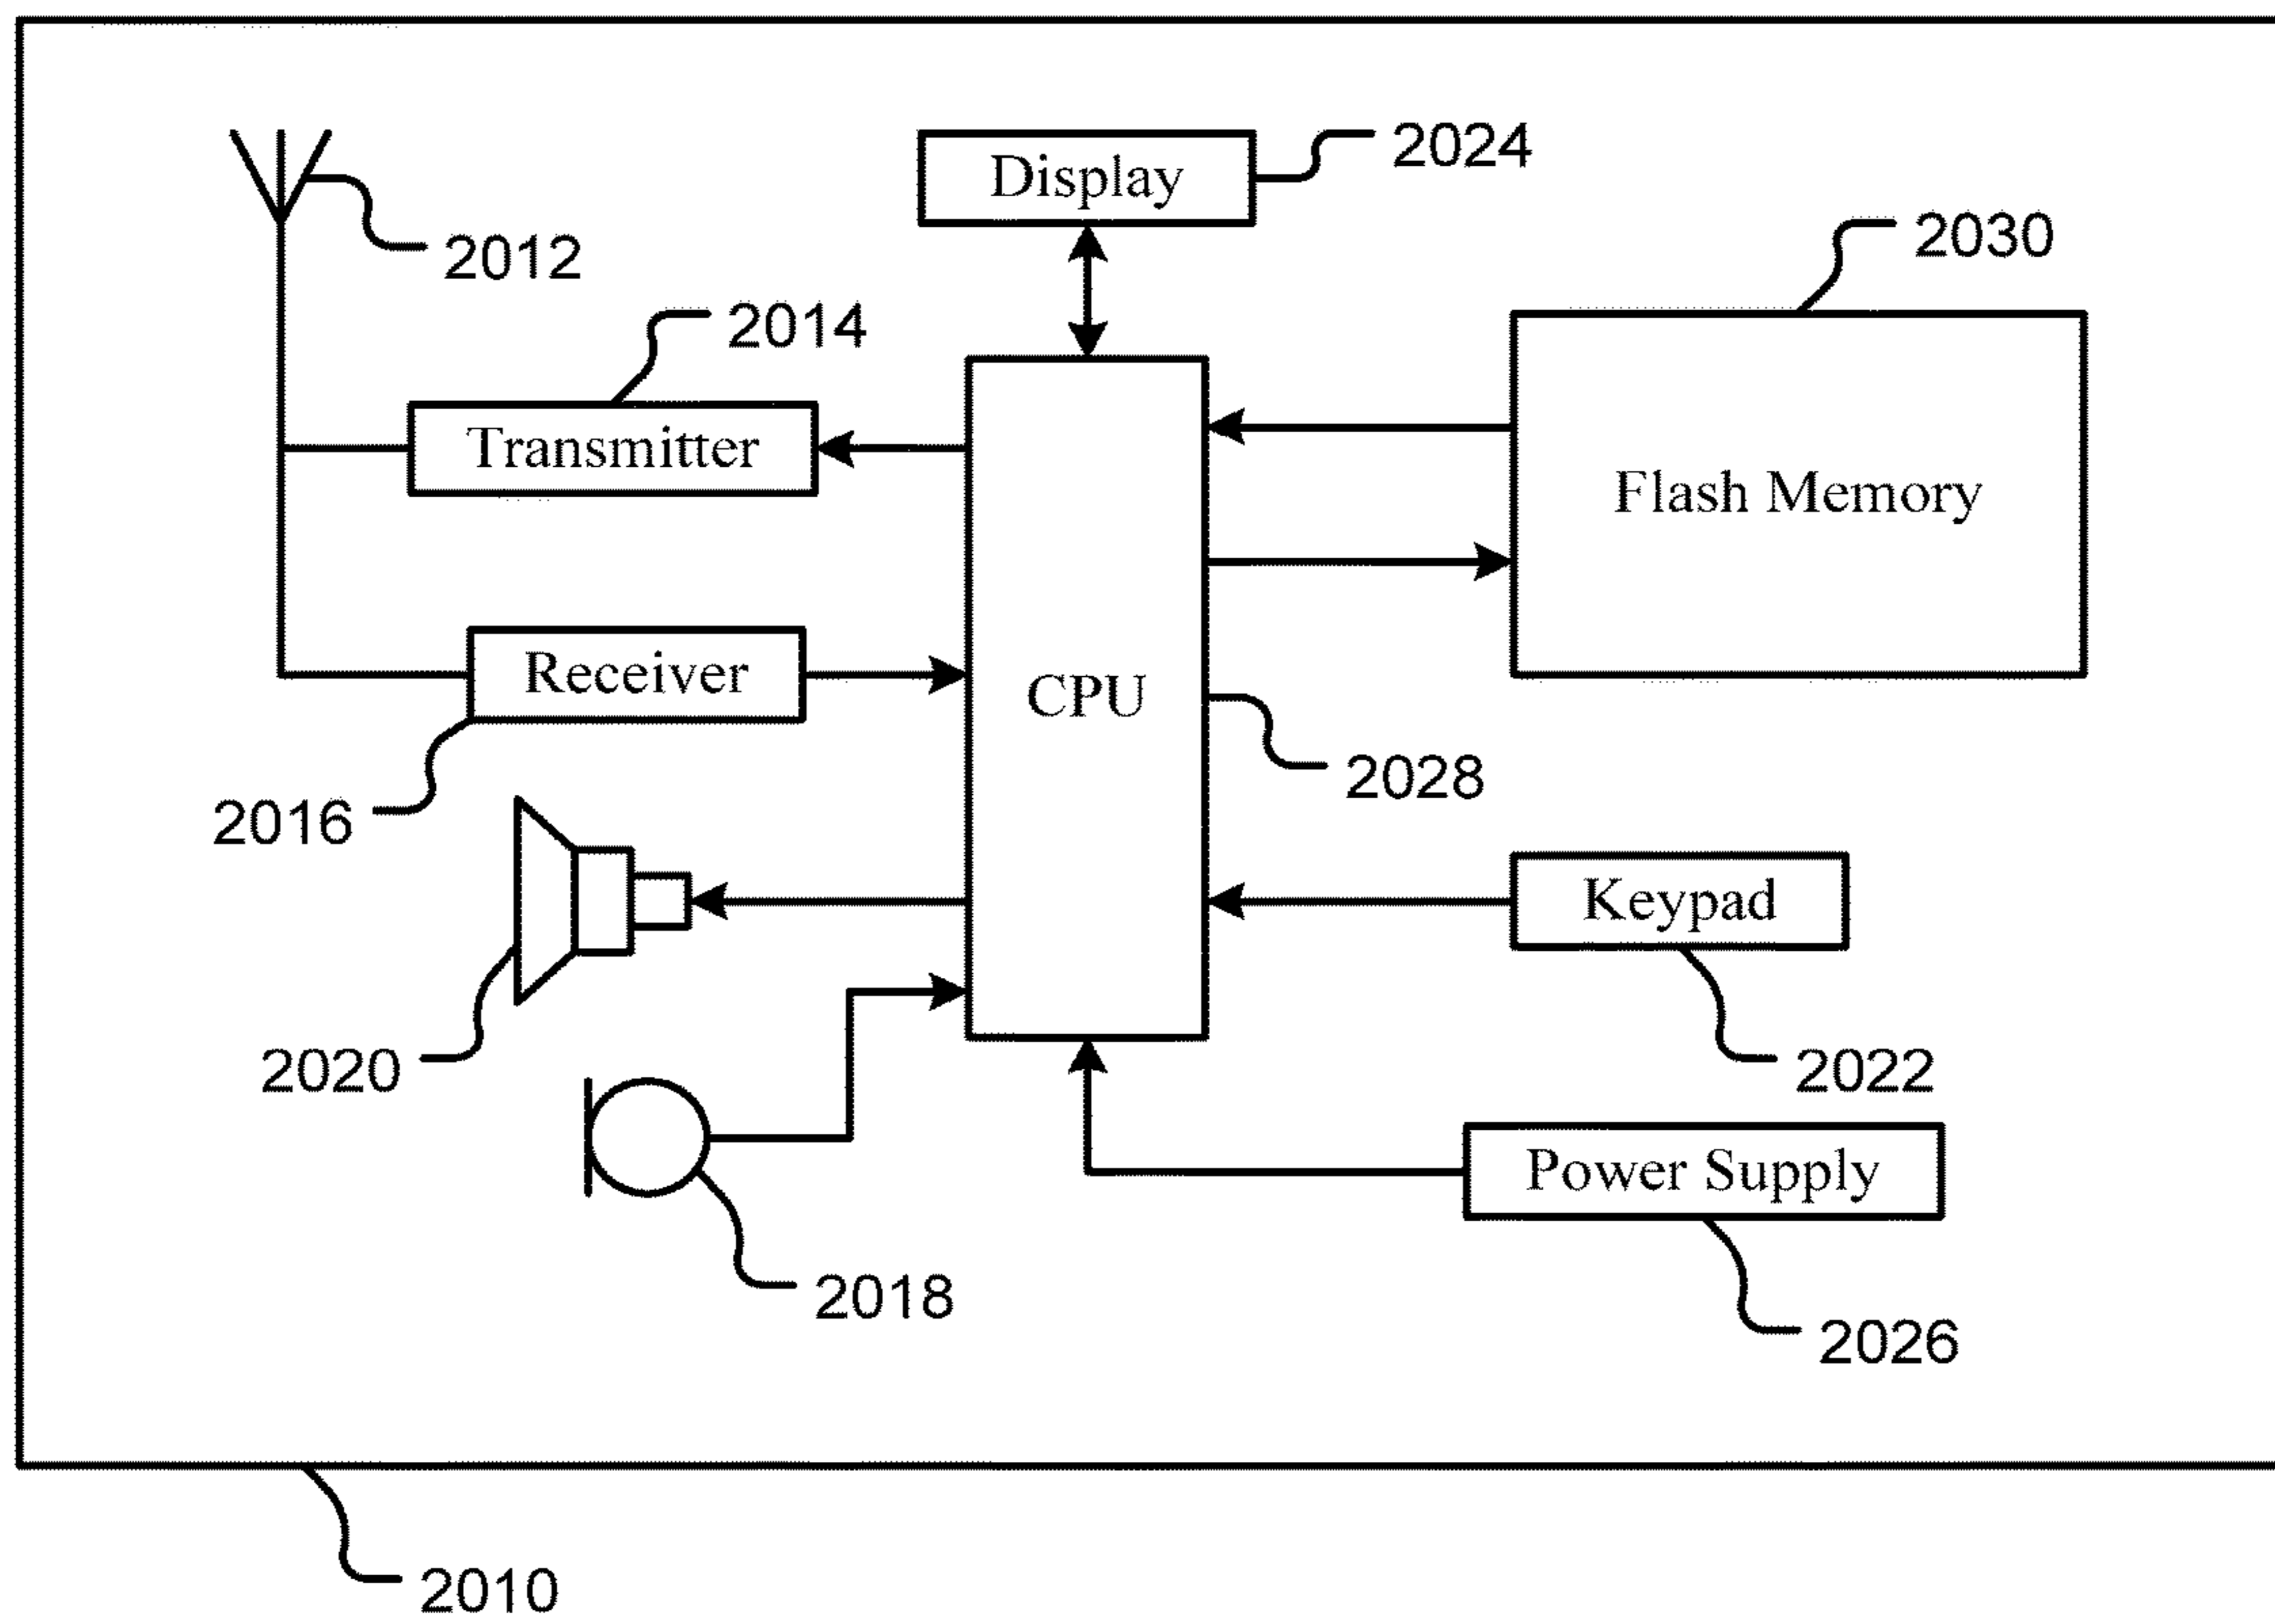 2024
Display
2030
2012
2014
Transmitter
Flash Memory
Receiver
CPU
2028
2016
Keypad
2020
2022
Power Supply
2018
2026
2010